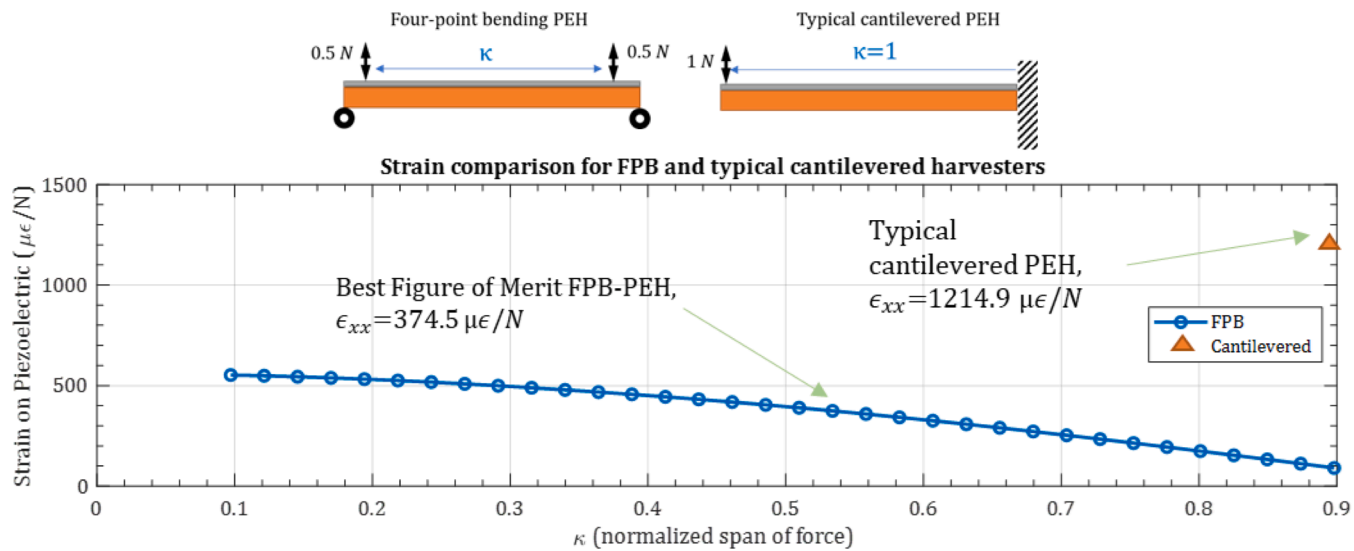 Four-point bending PEH
Typical cantilevered PEH
0.5 N
κ
0.5 N
1 N
κ=1
Strain comparison for FPB and typical cantilevered harvesters
Strain on Piezoelectric ( μϵ/N)
1500
1000
500
0
Best Figure of Merit FPB-PEH,
ϵxx=374.5 μϵ/N
Typical
cantilevered PEH,
ϵxx=1214.9 μϵ/N
FPB
Cantilevered
0 0.1 0.2 0.3 0.4 0.5 0.6 0.7 0.8 0.9
κ (normalized span of force)